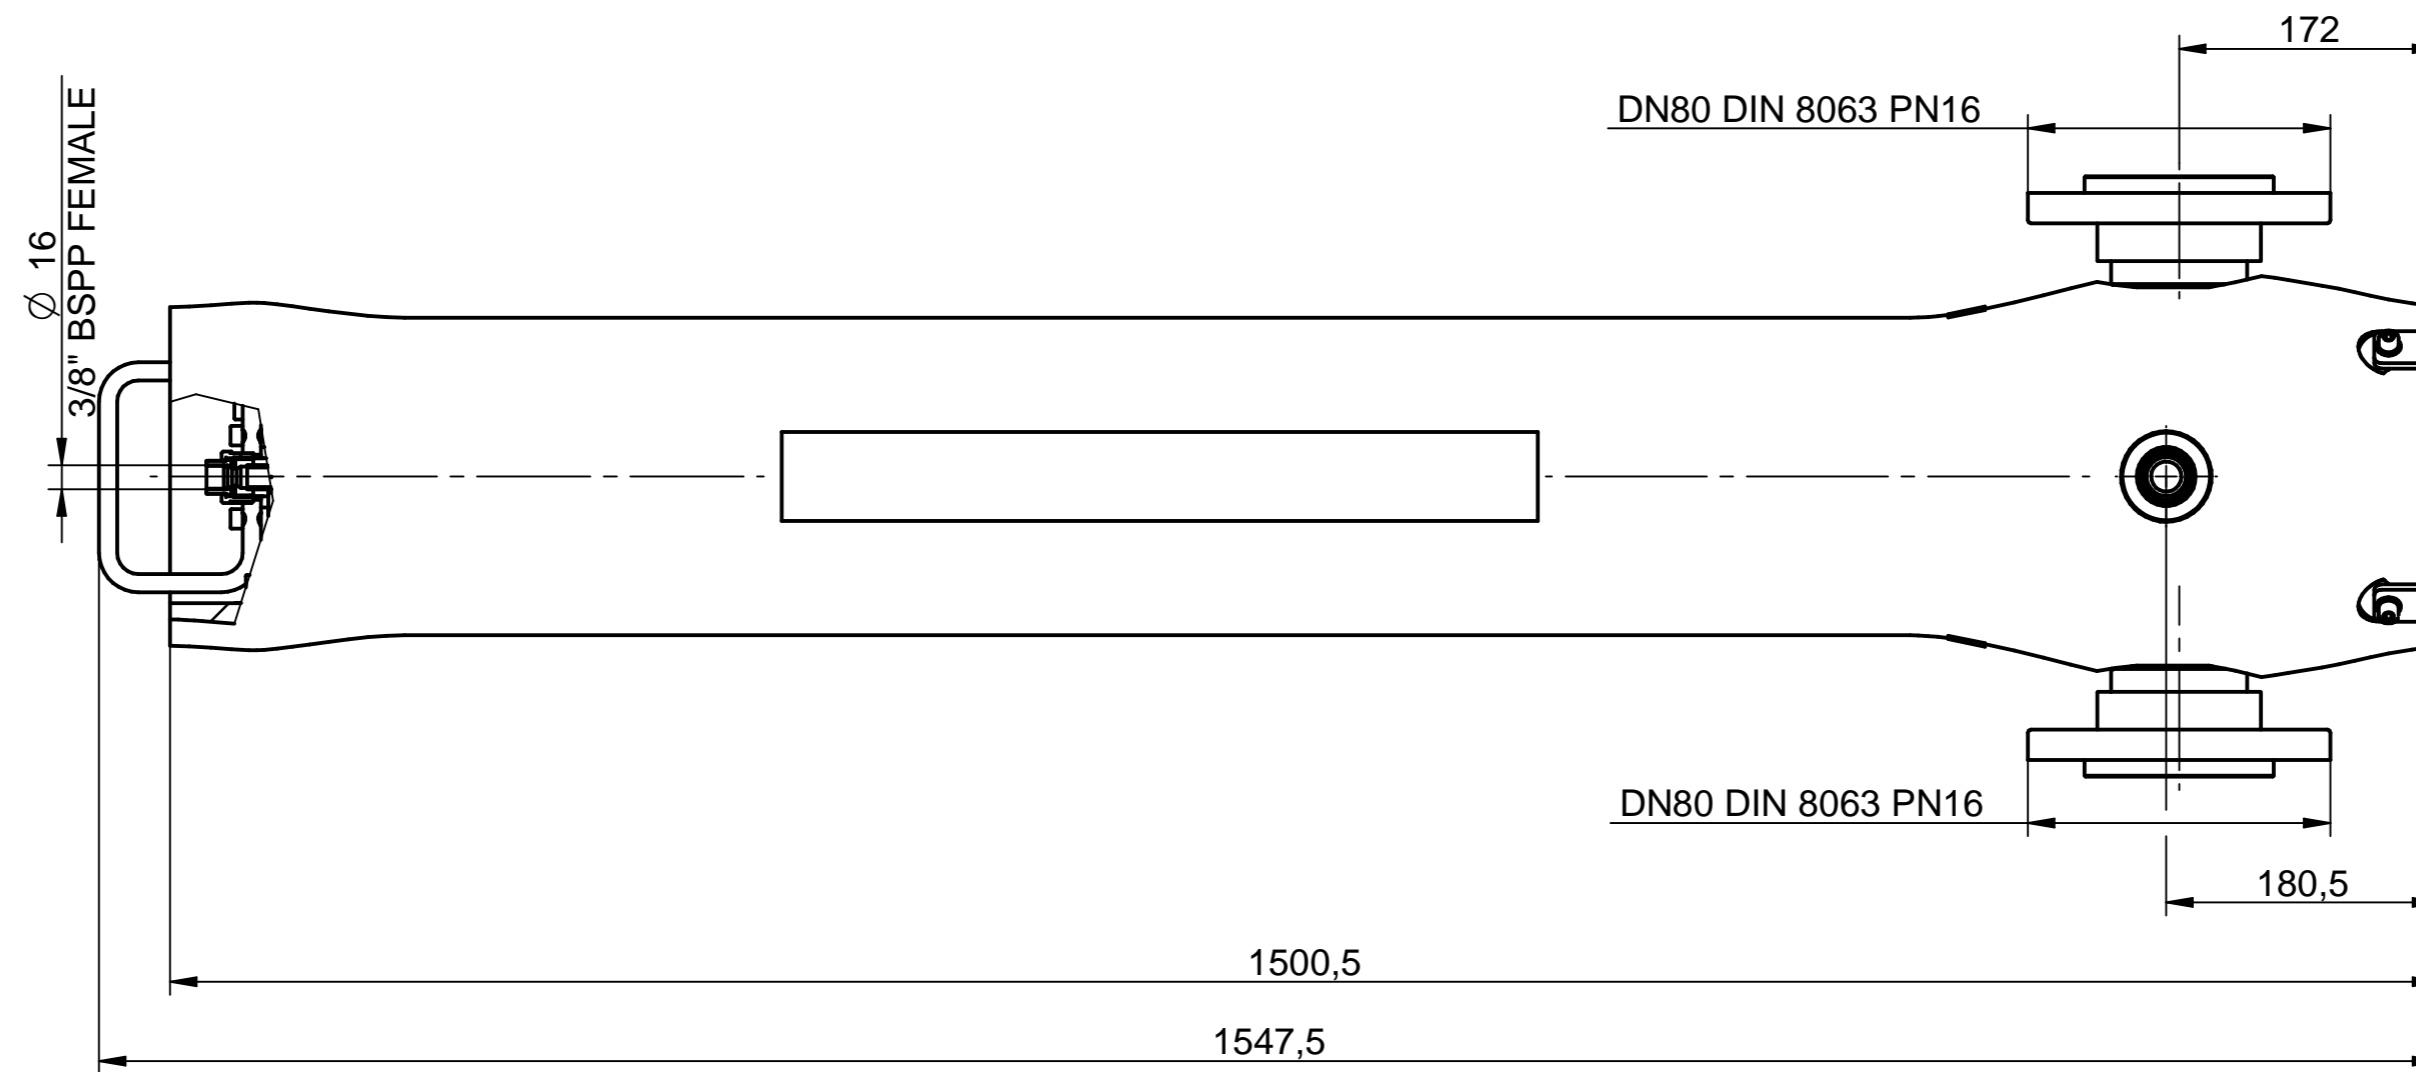 172
DN80 DIN 8063 PN16
Ø 16
3/8" BSPP FEMALE
DN80 DIN 8063 PN16
180,5
1500,5
1547,5